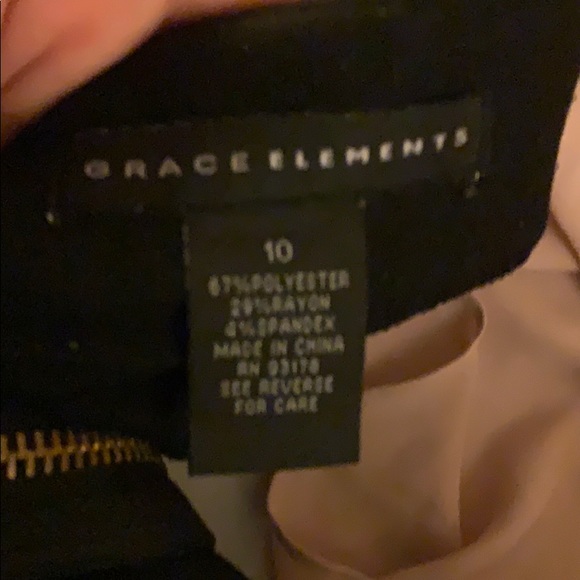 GRACE ELEMENTS
10
67%POLYESTER
29%RAYON
4%SPANDEX
MADE IN CHINA
RN 93178
SEE REVERSE
FOR CARE